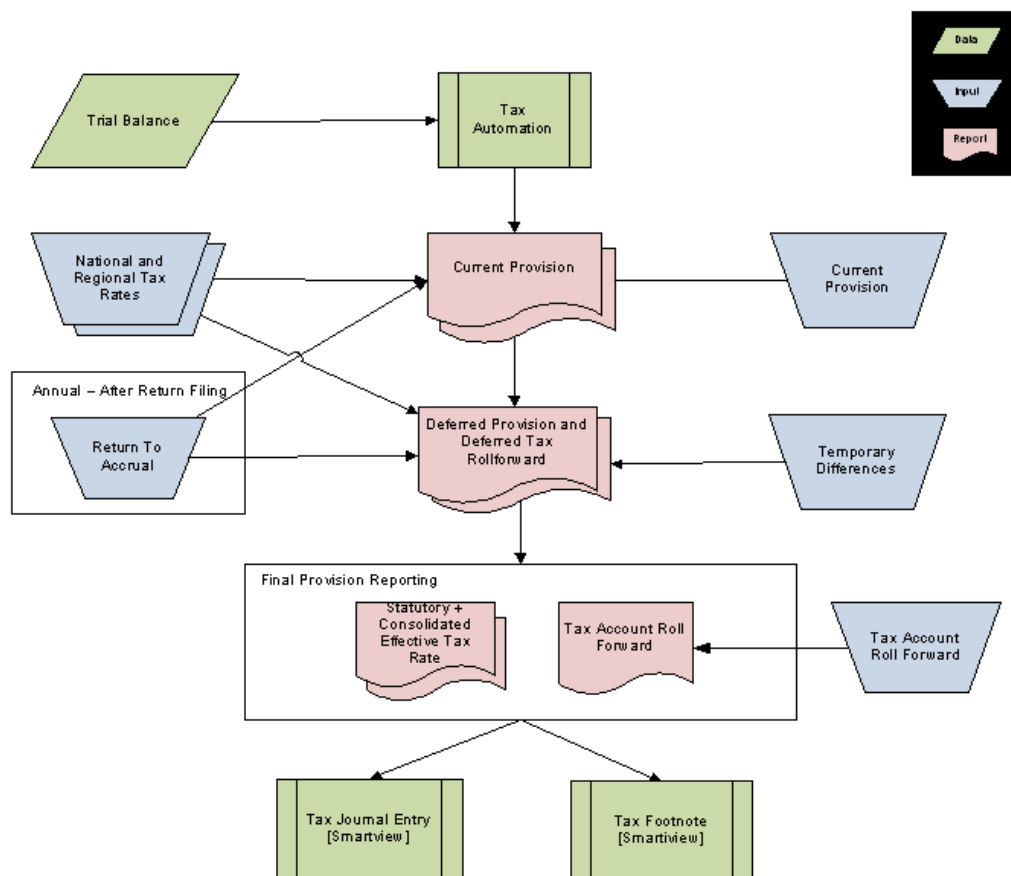 Data
Trial Balance
Tax
Automation
Input
Report
National and
Regional Tax
Rates
Current Provision
Current
Provision
Annual – After Return Filing
Return To
Accrual
Deferred Provision and
Deferred Tax
Rollforward
Temporary
Differences
Final Provision Reporting
Statutory +
Consolidated
Effective Tax
Rate
Tax Account Roll
Forward
Tax Account
Roll Forward
Tax Journal Entry
[Smartview]
Tax Footnote
[Smartiview]